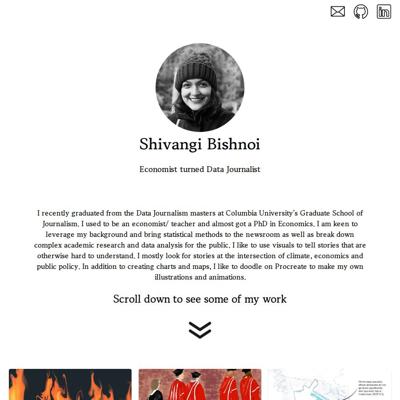 Shivangi Bishnoi
Economist turned Data Journalist
I recently graduated from the Data Journalism masters at Columbia University's Graduate School of
Journalism. I used to be an economist/ teacher and almost got a PhD in Economics. I am keen to
leverage my background and bring statistical methods to the newsroom as well as break down
complex academic research and data analysis for the public. I like to use visuals to tell stories that are
otherwise hard to understand. I mostly look for stories at the intersection of climate, economics and
public policy. In addition to creating charts and maps, I like to doodle on Procreate to make my own
illustrations and animations.
Scroll down to see some of my work